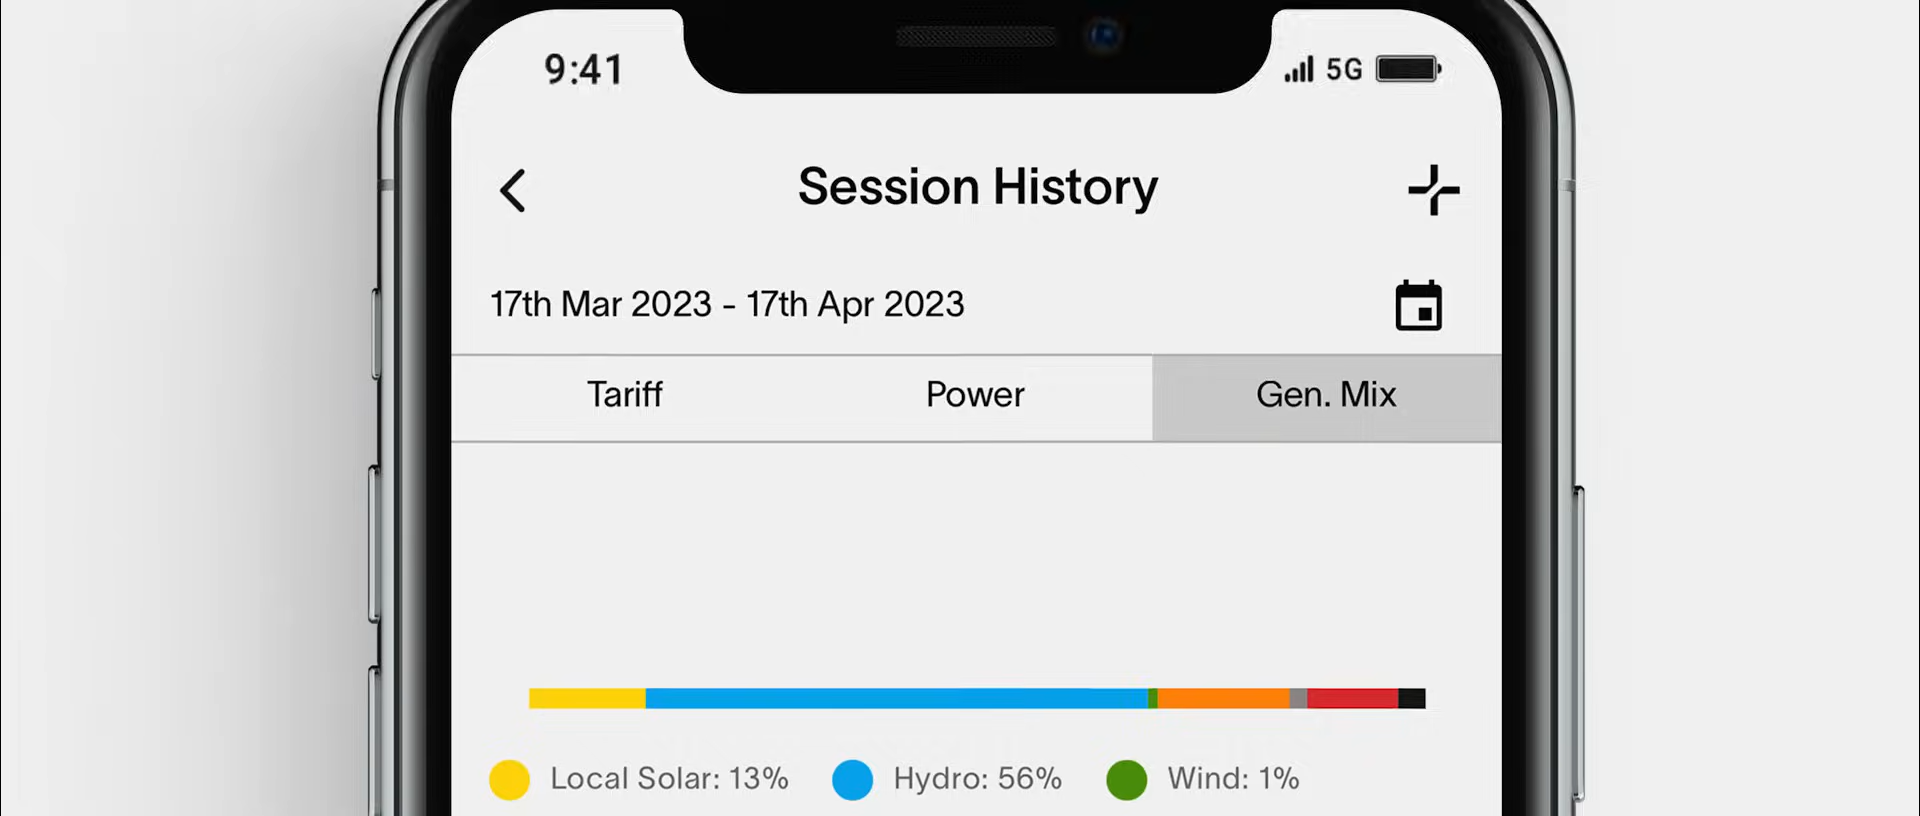 9:41 5G
Session History
17th Mar 2023 - 17th Apr 2023
Tariff Power Gen. Mix
Local Solar: 13% Hydro: 56% Wind: 1%